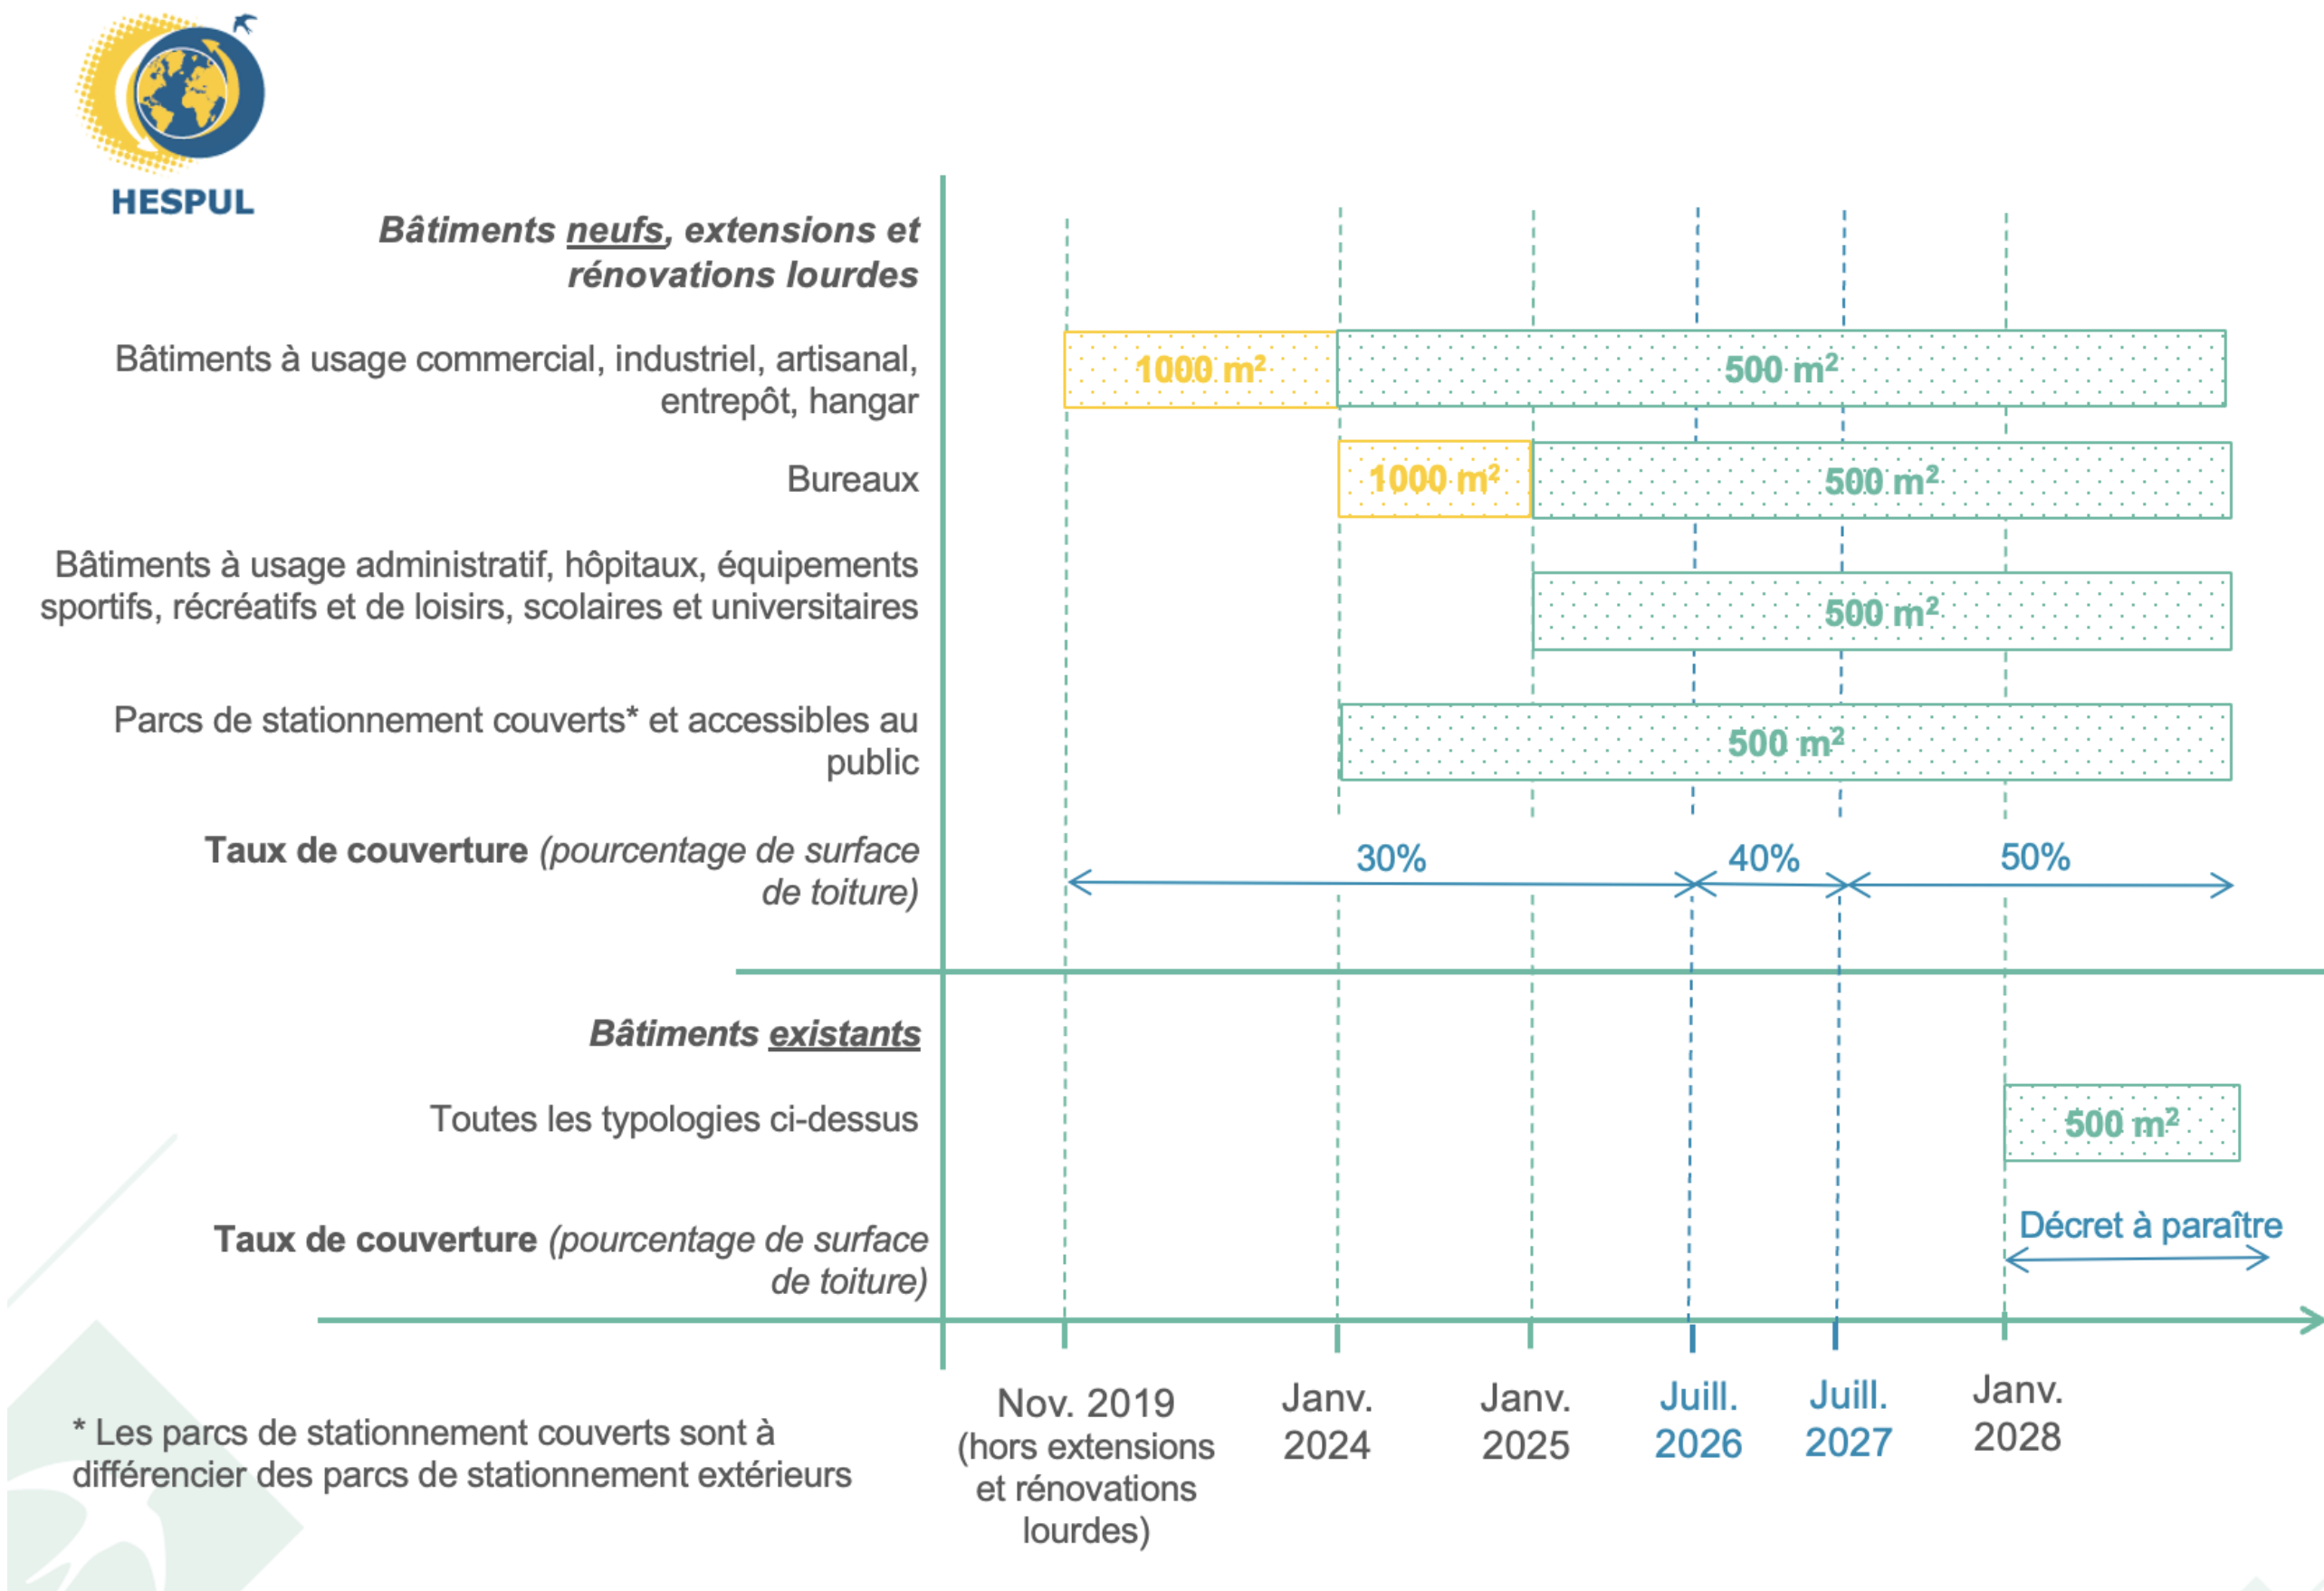 HESPUL
Bâtiments neufs, extensions et
rénovations lourdes
Bâtiments à usage commercial, industriel, artisanal,
entrepôt, hangar
1000 m²
500 m²
Bureaux
1000 m²
500 m²
Bâtiments à usage administratif, hôpitaux, équipements
sportifs, récréatifs et de loisirs, scolaires et universitaires
500 m²
Parcs de stationnement couverts* et accessibles au
public
500 m²
Taux de couverture (pourcentage de surface
de toiture)
30%
40%
50%
Bâtiments existants
Toutes les typologies ci-dessus
500 m²
Taux de couverture (pourcentage de surface
de toiture)
Décret à paraître
Nov. 2019
(hors extensions
et rénovations
lourdes)
Janv.
2024
Janv.
2025
Juill.
2026
Juill.
2027
Janv.
2028
* Les parcs de stationnement couverts sont à
différencier des parcs de stationnement extérieurs